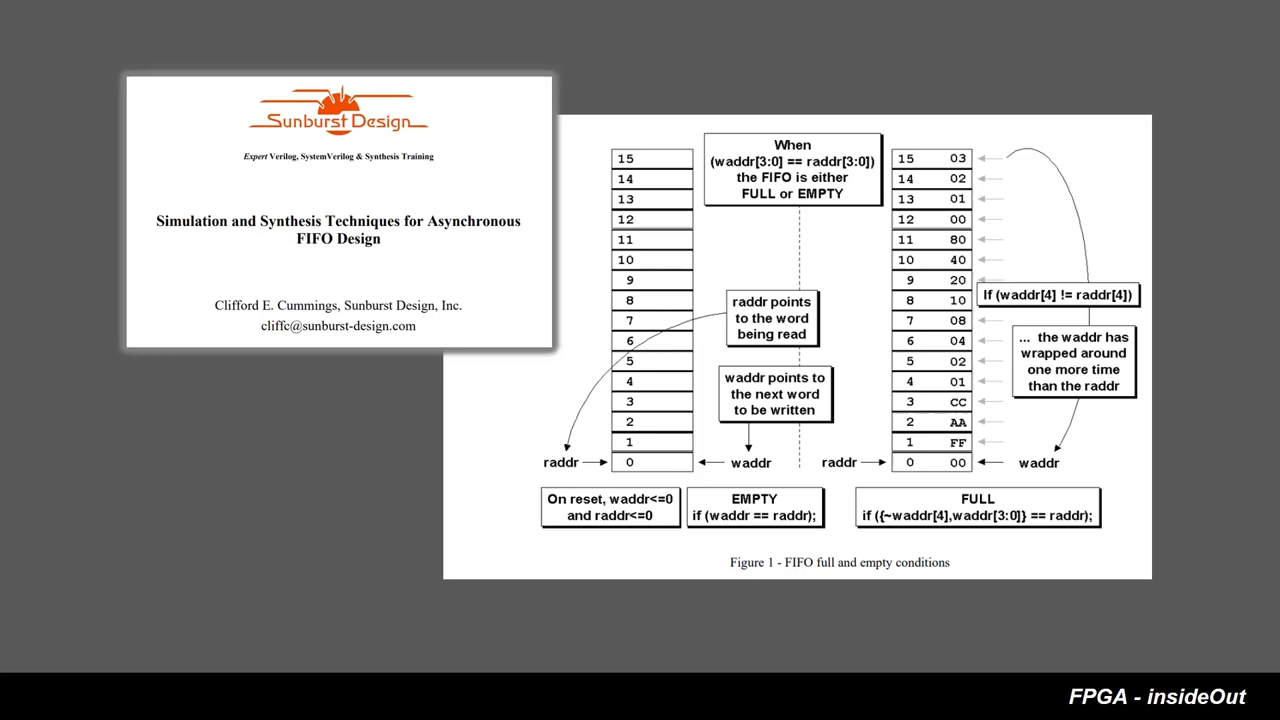 Sunburst Design
Expert Verilog, SystemVerilog & Synthesis Training
Simulation and Synthesis Techniques for Asynchronous
FIFO Design
Clifford E. Cummings, Sunburst Design, Inc.
cliffc@sunburst-design.com
15
14
13
12
11
10
9
8
7
6
5
4
3
2
1
0
raddr
waddr
raddr points
to the word
being read
waddr points to
the next word
to be written
When
(waddr[3:0] == raddr[3:0])
the FIFO is either
FULL or EMPTY
15 03
14 02
13 01
12 00
11 80
10 40
9 20
8 10
7 08
6 04
5 02
4 01
3 CC
2 AA
1 FF
0 00
raddr
waddr
If (waddr[4] != raddr[4])
... the waddr has
wrapped around
one more time
than the raddr
On reset, waddr<=0
and raddr<=0
EMPTY
if (waddr == raddr);
FULL
if ({~waddr[4],waddr[3:0]} == raddr);
Figure 1 - FIFO full and empty conditions
FPGA - insideOut